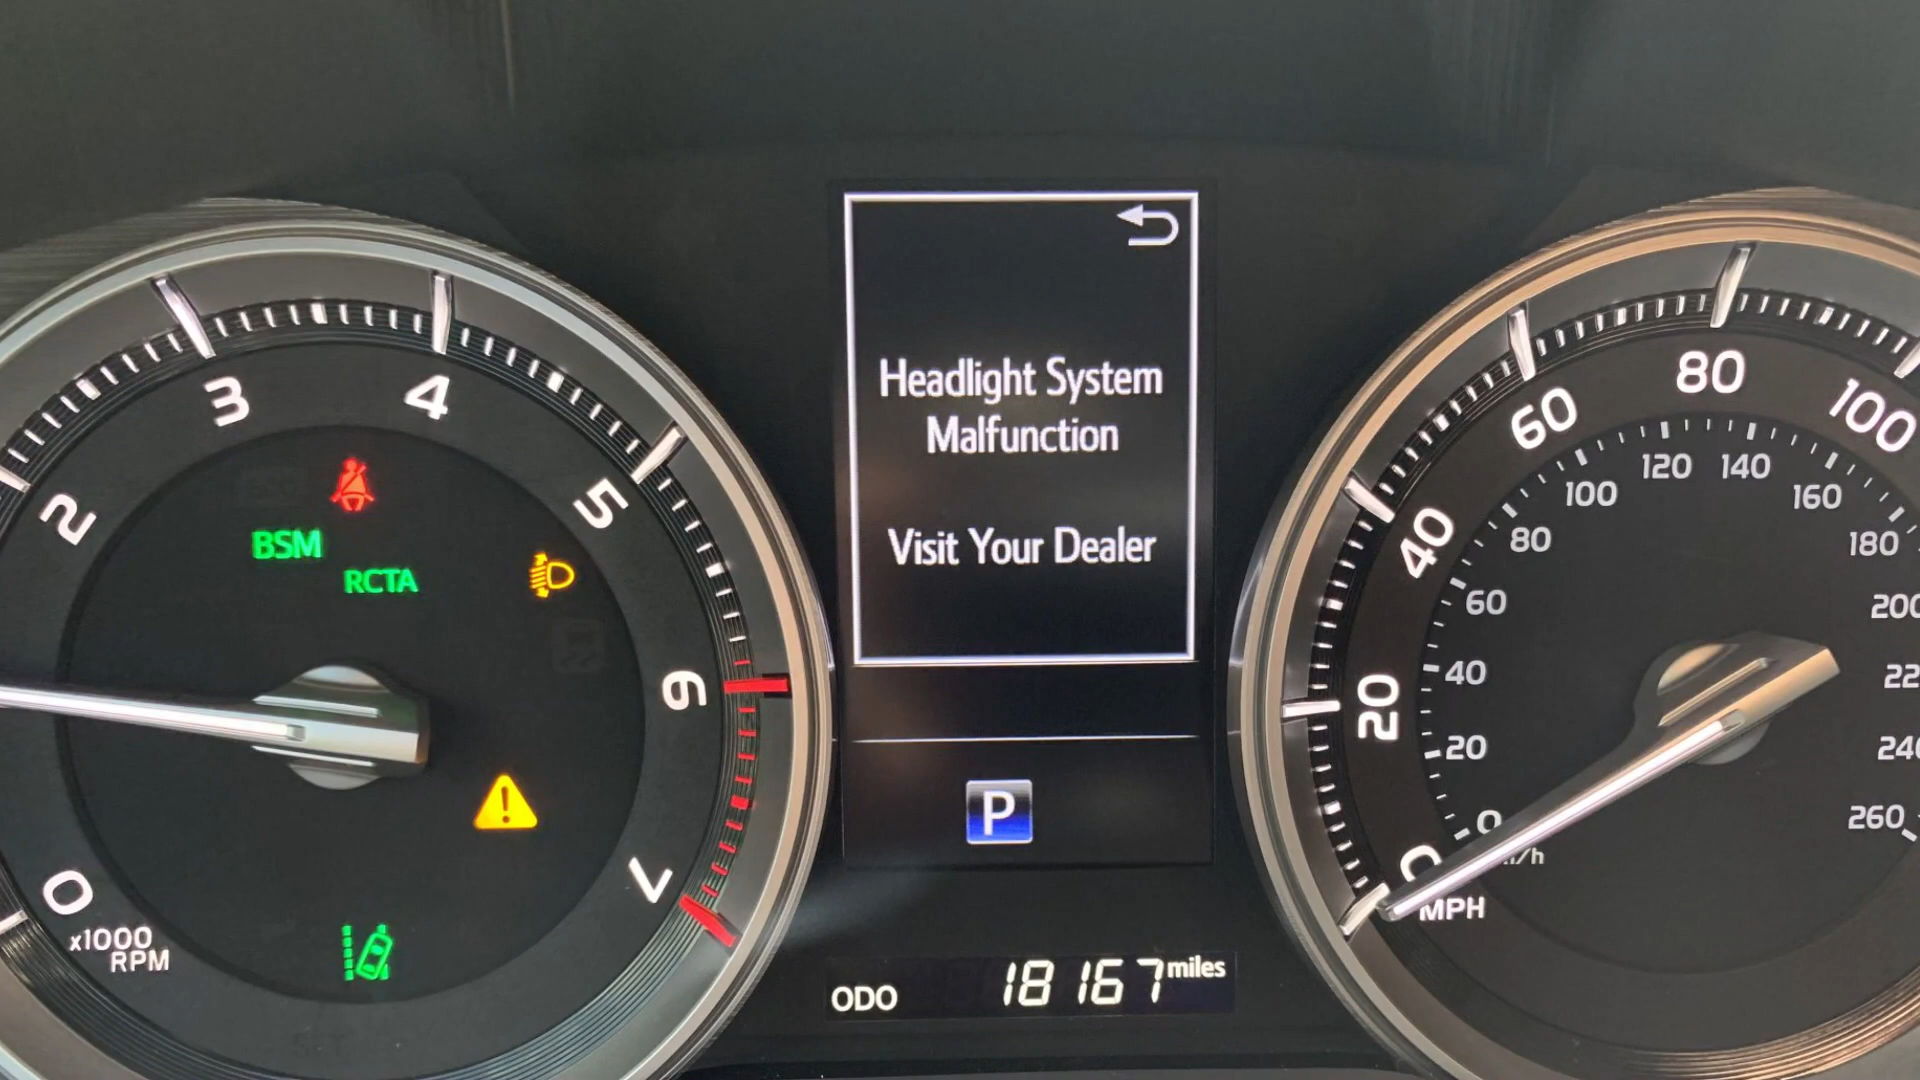 Headlight System
Malfunction
Visit Your Dealer
P
ODO 18167 miles
BSM
RCTA
0
2
3
4
5
6
7
x1000
RPM
0
20
40
60
80
100
MPH
0
20
40
60
80
100
120
140
160
180
260